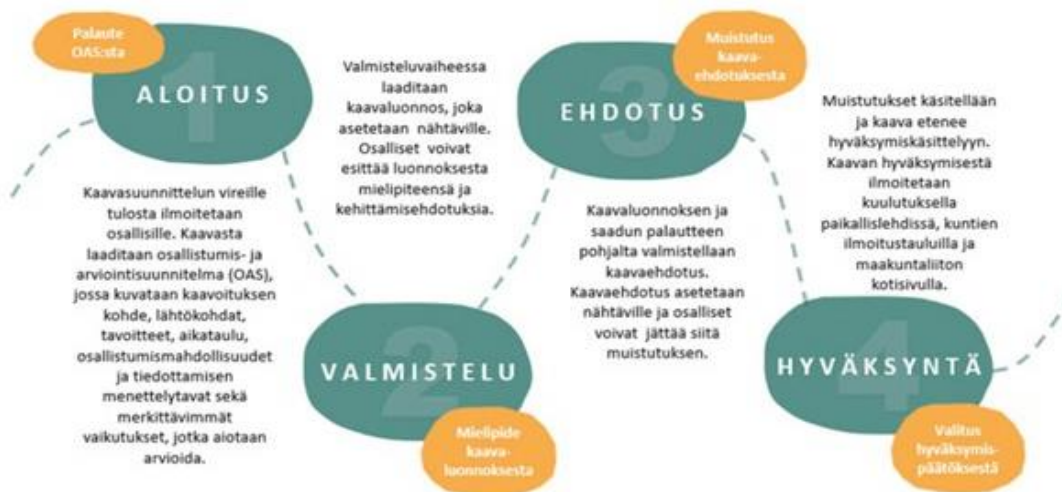 Palaute
OAS:sta
1
ALOITUS
Kaavasuunnittelun vireille
tulosta ilmoitetaan
osallisille. Kaavasta
laaditaan osallistumis- ja
arviointisuunnitelma (OAS),
jossa kuvataan kaavoituksen
kohde, lähtökohdat,
tavoitteet, aikataulu,
osallistumismahdollisuudet
ja tiedottamisen
menettelytavat sekä
merkittävimmät
vaikutukset, jotka aiotaan
arvioida.
Valmisteluvaiheessa
laaditaan
kaavaluonnos, joka
asetetaan nähtäville.
Osalliset voivat
esittää luonnoksesta
mielipiteensä ja
kehittämisehdotuksia.
2
VALMISTELU
Mielipide
kaava-
luonnoksesta
Muistutus
kaava-
ehdotuksesta
3
EHDOTUS
Kaavaluonnoksen ja
saadun palautteen
pohjalta valmistellaan
kaavaehdotus.
Kaavaehdotus asetetaan
nähtäville ja osalliset
voivat jättää siitä
muistutuksen.
Muistutukset käsitellään
ja kaava etenee
hyväksymiskäsittelyyn.
Kaavan hyväksymisestä
ilmoitetaan
kuulutuksella
paikallislehdissä, kuntien
ilmoitustauluilla ja
maakuntaliiton
kotisivulla.
4
HYVÄKSYNTÄ
Valitus
hyväksymis-
päätöksestä